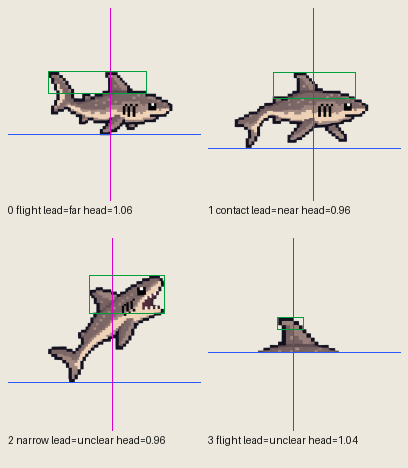 0 flight lead=far head=1.06
1 contact lead=near head=0.96
2 narrow lead=unclear head=0.96
3 flight lead=unclear head=1.04